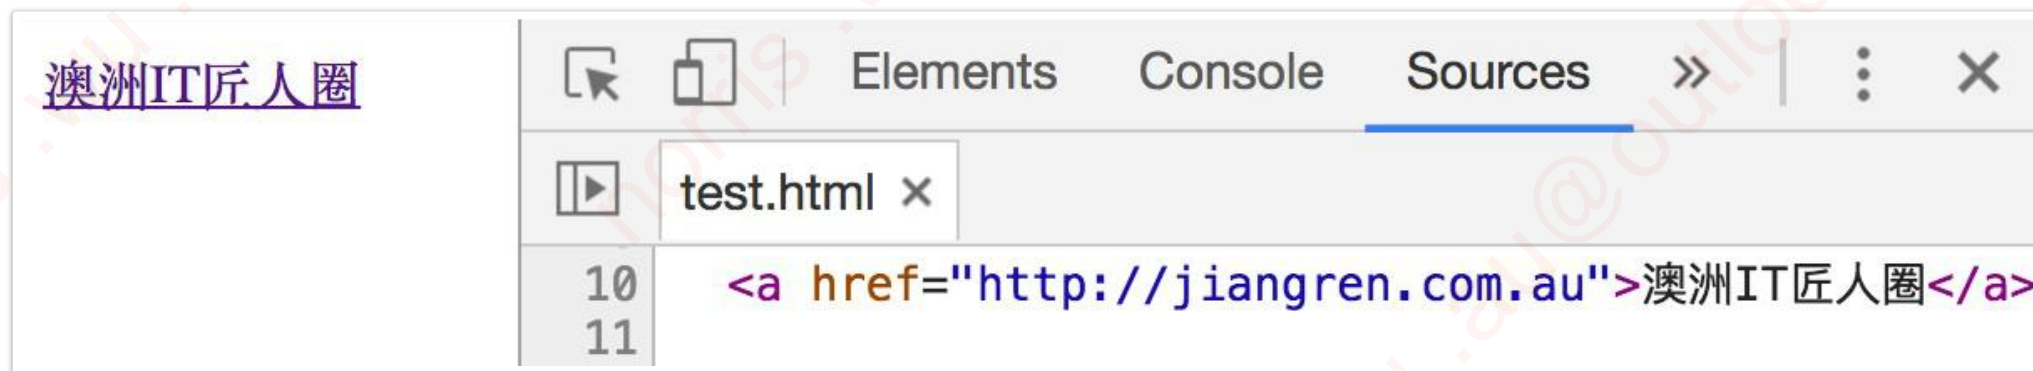 澳洲IT匠人圈
Elements Console Sources
test.html
10 <a href="http://jiangren.com.au">澳洲IT匠人圈</a>
11